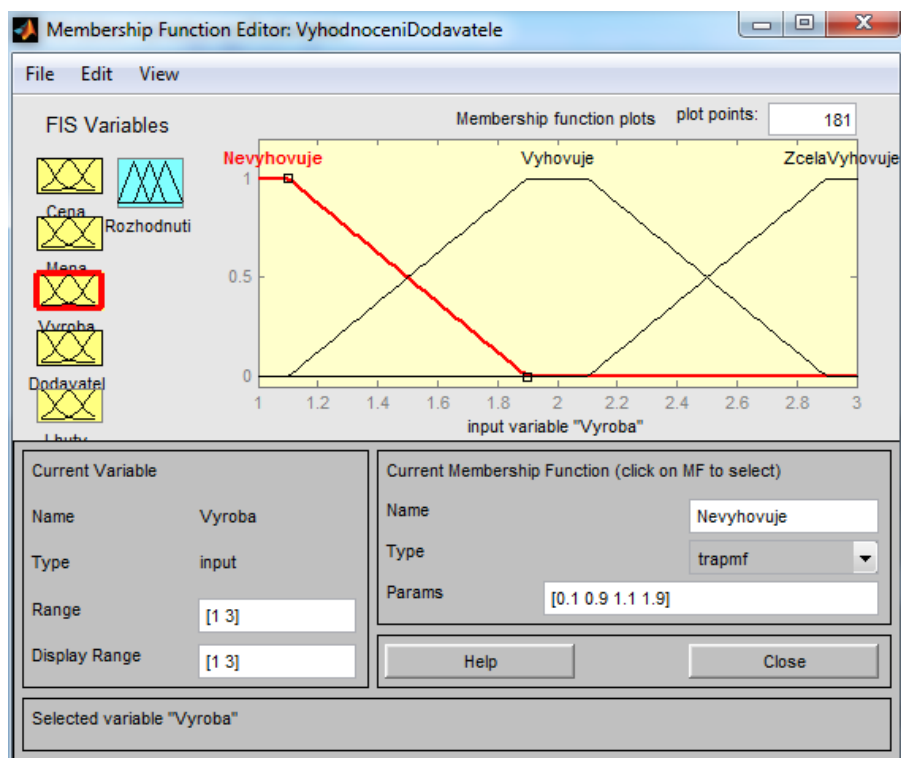 Membership Function Editor: VyhodnoceniDodavatele
File Edit View
FIS Variables
Membership function plots plot points: 181
Cena
Rozhodnuti
Mena
Vyroba
Dodavatel
Nevyhovuje Vyhovuje ZcelaVyhovuje
1
0.5
0
1 1.2 1.4 1.6 1.8 2 2.2 2.4 2.6 2.8 3
input variable "Vyroba"
Current Variable
Name Vyroba
Type input
Range [1 3]
Display Range [1 3]
Current Membership Function (click on MF to select)
Name Nevyhovuje
Type trapmf
Params [0.1 0.9 1.1 1.9]
Help Close
Selected variable "Vyroba"